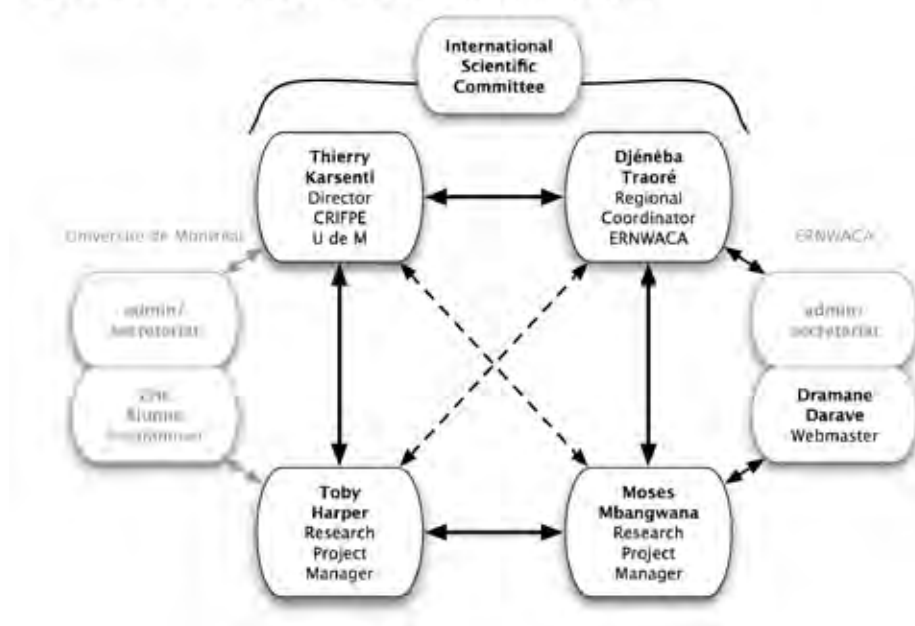 International
Scientific
Committee
Thierry
Karsenti
Director
CRIFPE
U de M
Djénéba
Traoré
Regional
Coordinator
ERNWACA
Université de Montréal
ERNWACA
admin/
secretariat
admin/
secretariat
Dramane
Darave
Webmaster
Toby
Harper
Research
Project
Manager
Moses
Mbangwana
Research
Project
Manager